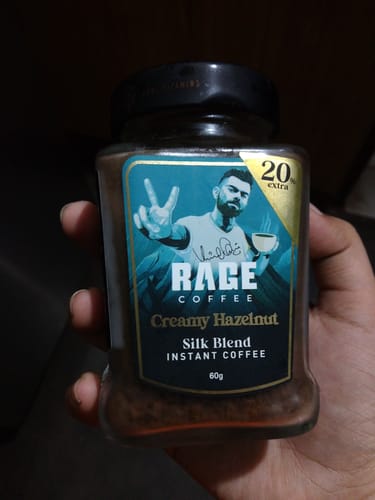 20%
extra
RAGE
COFFEE
Creamy Hazelnut
Silk Blend
INSTANT COFFEE
60g